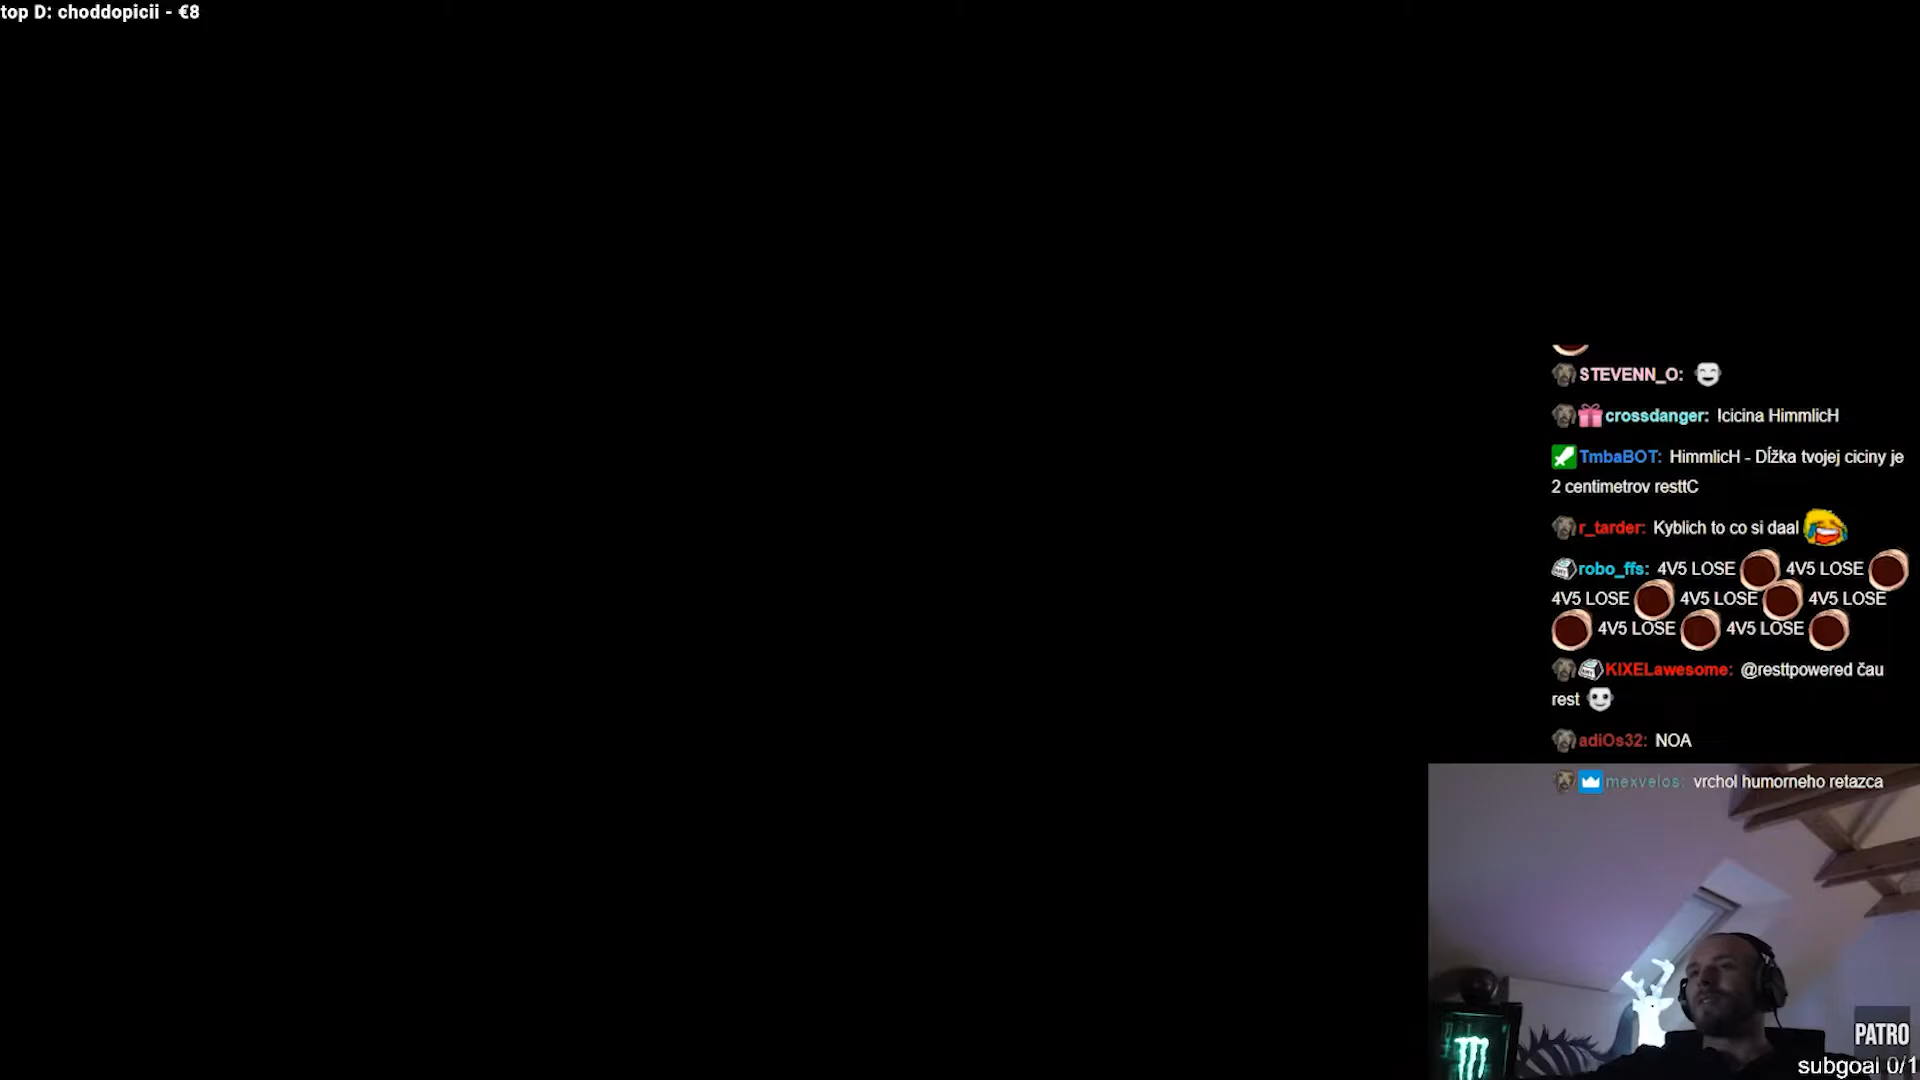 top D: choddopicii - €8
STEVENN_O:
crossdanger: !cicina HimmlicH
TmbaBOT: HimmlicH - Dĺžka tvojej ciciny je
2 centimetrov resttC
r_tarder: Kyblich to co si daal
robo_ffs: 4V5 LOSE 4V5 LOSE
4V5 LOSE 4V5 LOSE 4V5 LOSE
4V5 LOSE 4V5 LOSE
KIXELawesome: @resttpowered čau
rest
adiOs32: NOA
mexvelos: vrchol humorneho retazca
PATRO
subgoal 0/1